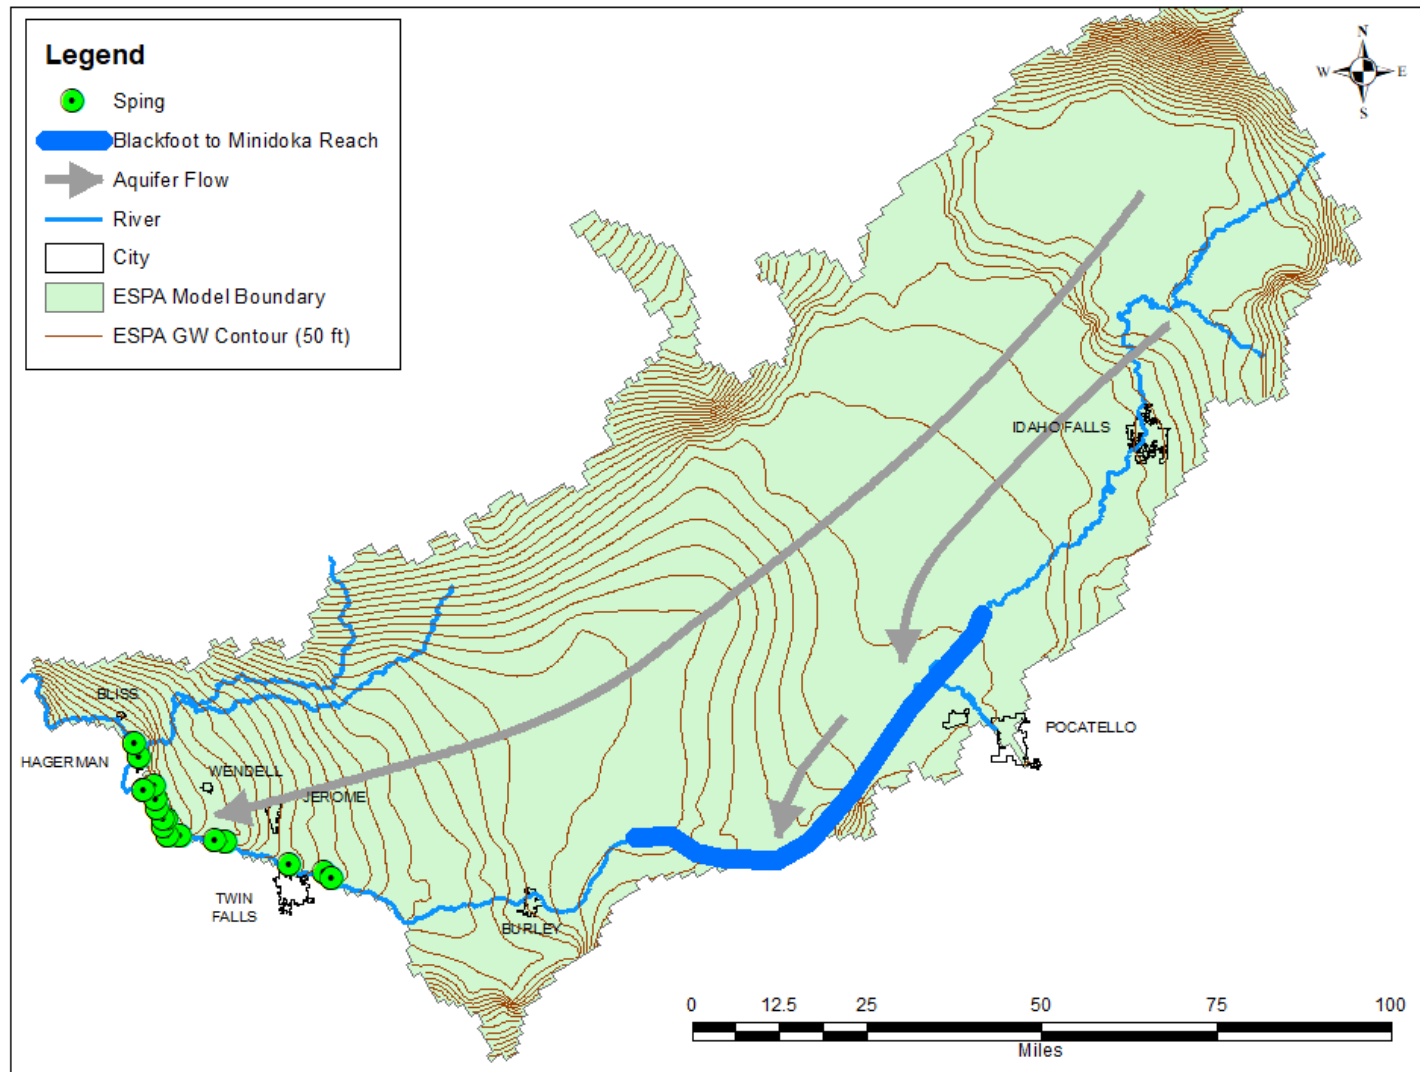 Legend
Sping
Blackfoot to Minidoka Reach
Aquifer Flow
River
City
ESPA Model Boundary
ESPA GW Contour (50 ft)
N
W
E
S
IDAHO FALLS
POCATELLO
BLISS
HAGERMAN
WENDELL
JEROME
TWIN
FALLS
BURLEY
0
12.5
25
50
75
100
Miles